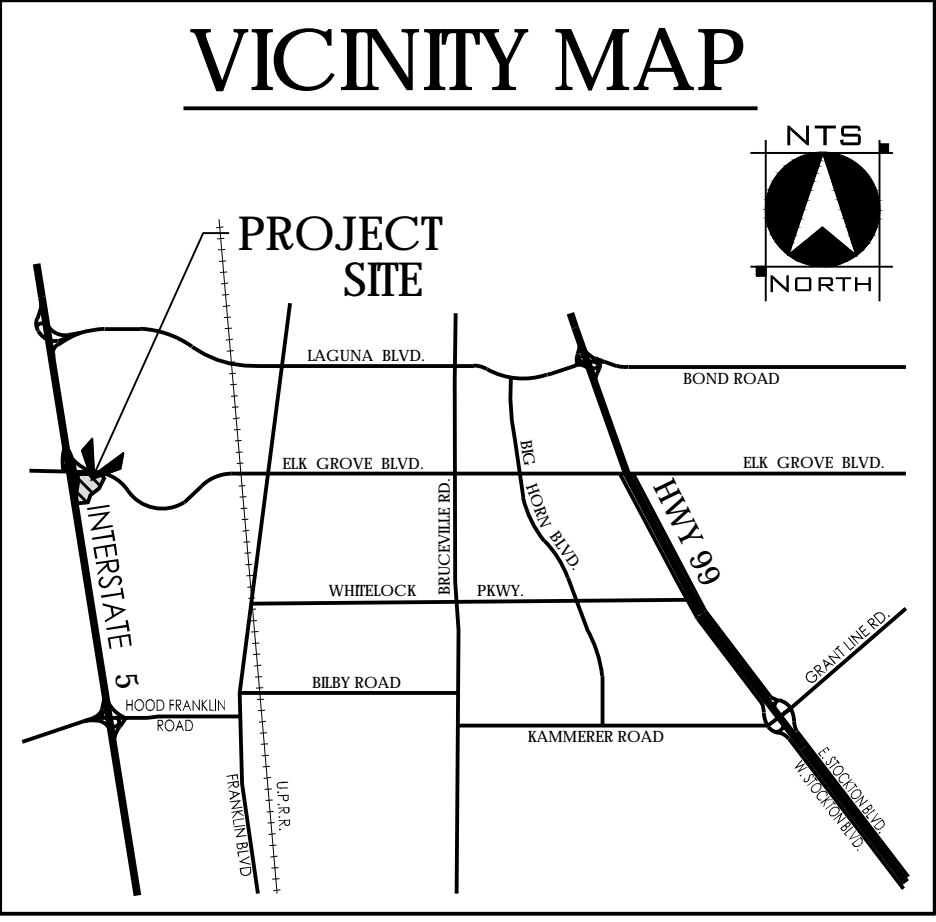 VICINITY MAP
NTS
NORTH
PROJECT
SITE
LAGUNA BLVD.
BOND ROAD
ELK GROVE BLVD.
ELK GROVE BLVD.
BIG HORN BLVD.
BRUCEVILLE RD.
HWY 99
INTERSTATE 5
WHITELOCK PKWY.
GRANT LINE RD.
BILBY ROAD
HOOD FRANKLIN
ROAD
KAMMERER ROAD
FRANKLIN BLVD
U.P.R.R.
E. STOCKTON BLVD.
W. STOCKTON BLVD.